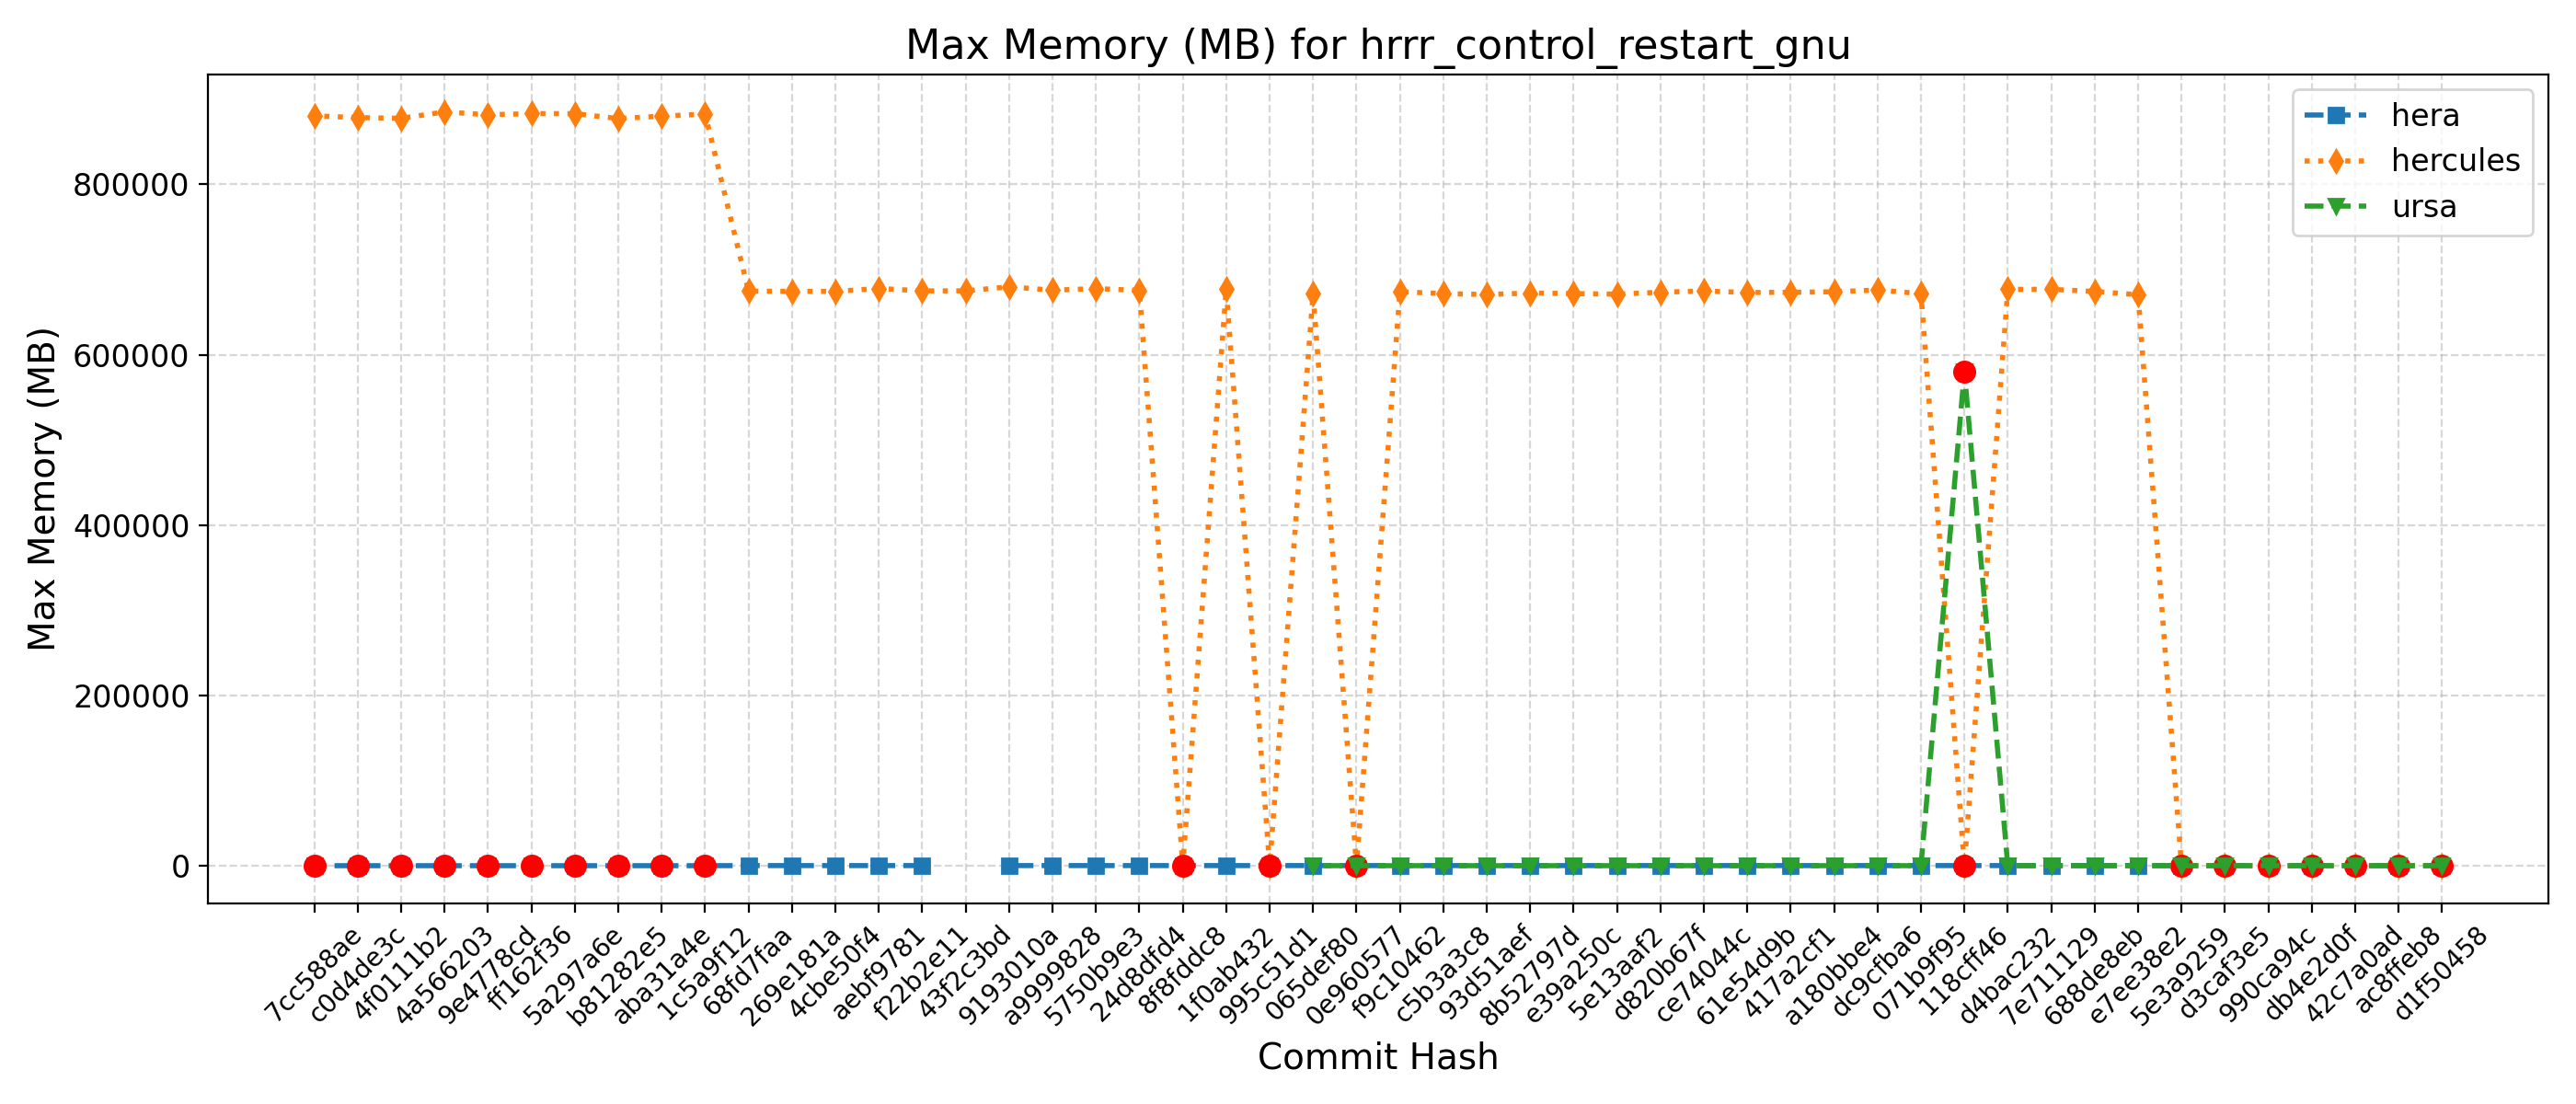 Max Memory (MB) for hrrr_control_restart_gnu
hera
hercules
ursa
Max Memory (MB)
800000
600000
400000
200000
0
7cc588ae
c0d4de3c
4f0111b2
4a566203
9e4778cd
ff162f36
5a297a6e
b81282e5
aba31a4e
1c5a9f12
68fd7faa
269e181a
4cbe50f4
aebf9781
f22b2e11
43f2c3bd
9193010a
a9999828
5750b9e3
24d8dfd4
8f8fddc8
1f0ab432
995c51d1
065def80
0e960577
f9c10462
c5b3a3c8
93d51aef
8b52797d
e39a250c
5e13aaf2
d820b67f
ce74044c
61e54d9b
417a2cf1
a180bbe4
dc9cfba6
071b9f95
118cff46
d4bac232
7e711129
688de8eb
e7ee38e2
5e3a9259
d3caf3e5
990ca94c
db4e2d0f
42c7a0ad
ac8ffeb8
d1f50458
Commit Hash